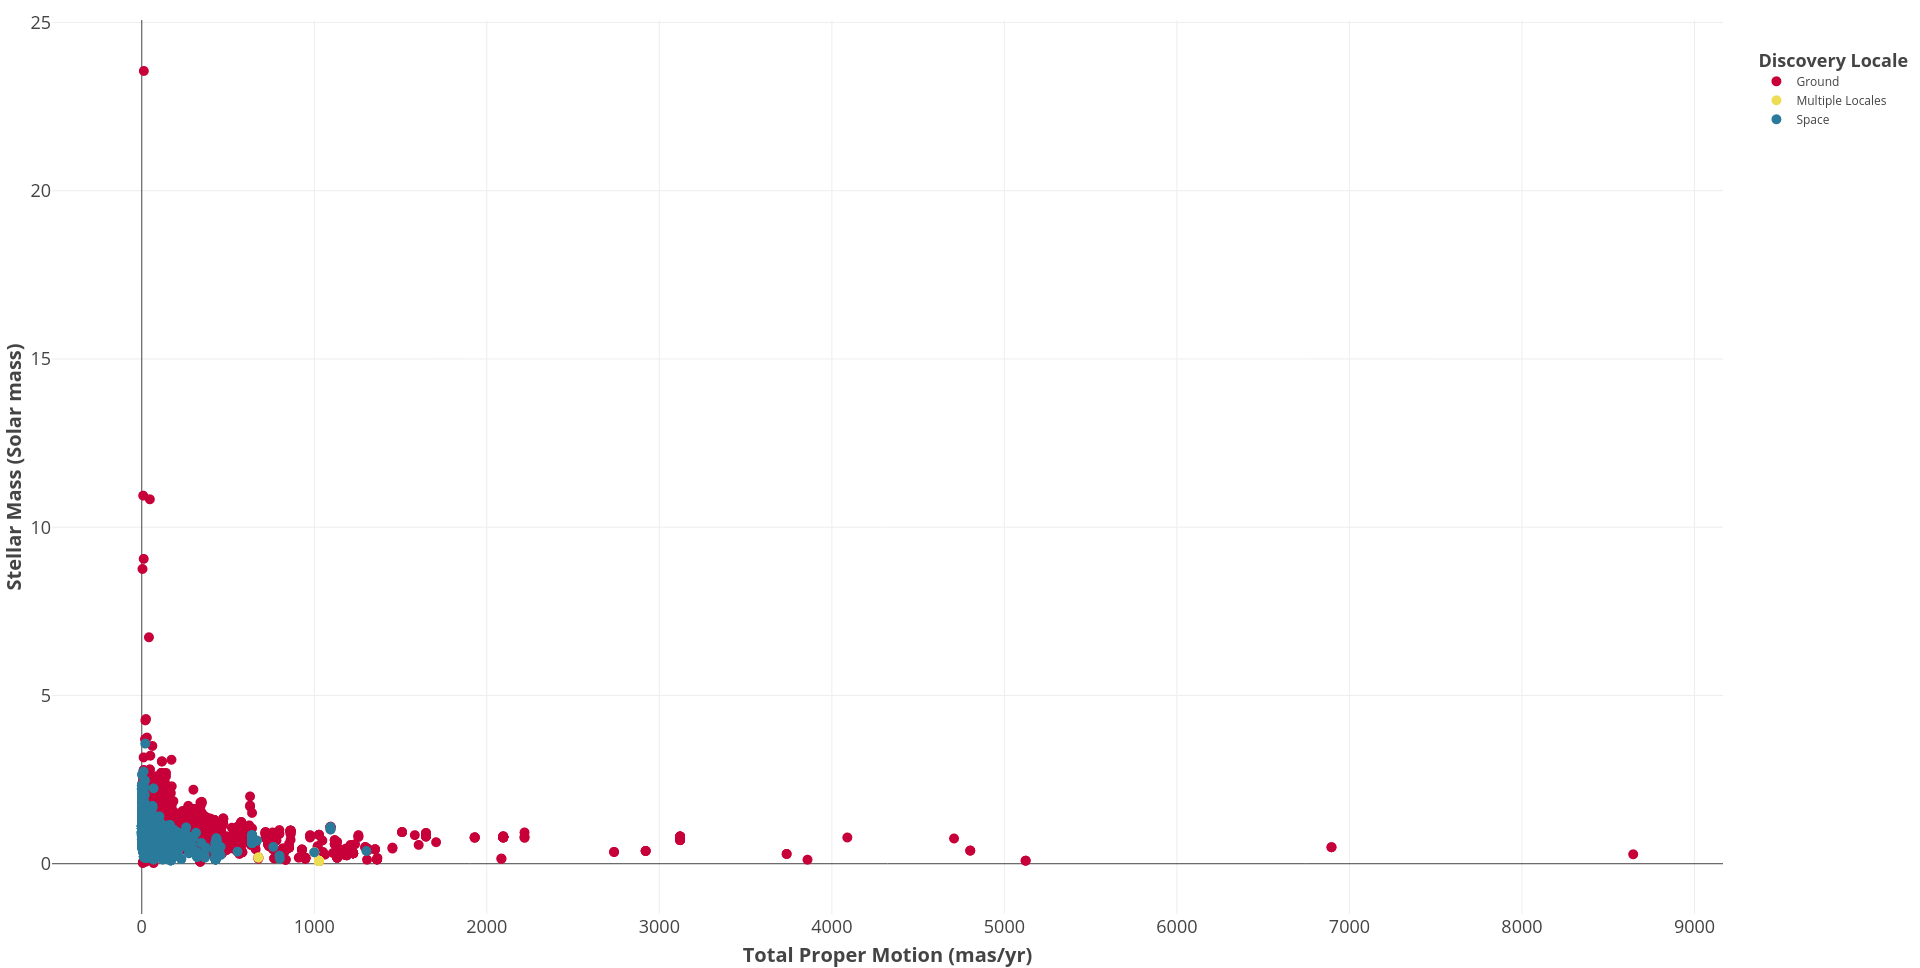 25
20
15
10
5
0
Stellar Mass (Solar mass)
0 1000 2000 3000 4000 5000 6000 7000 8000 9000
Total Proper Motion (mas/yr)
Discovery Locale
Ground
Multiple Locales
Space